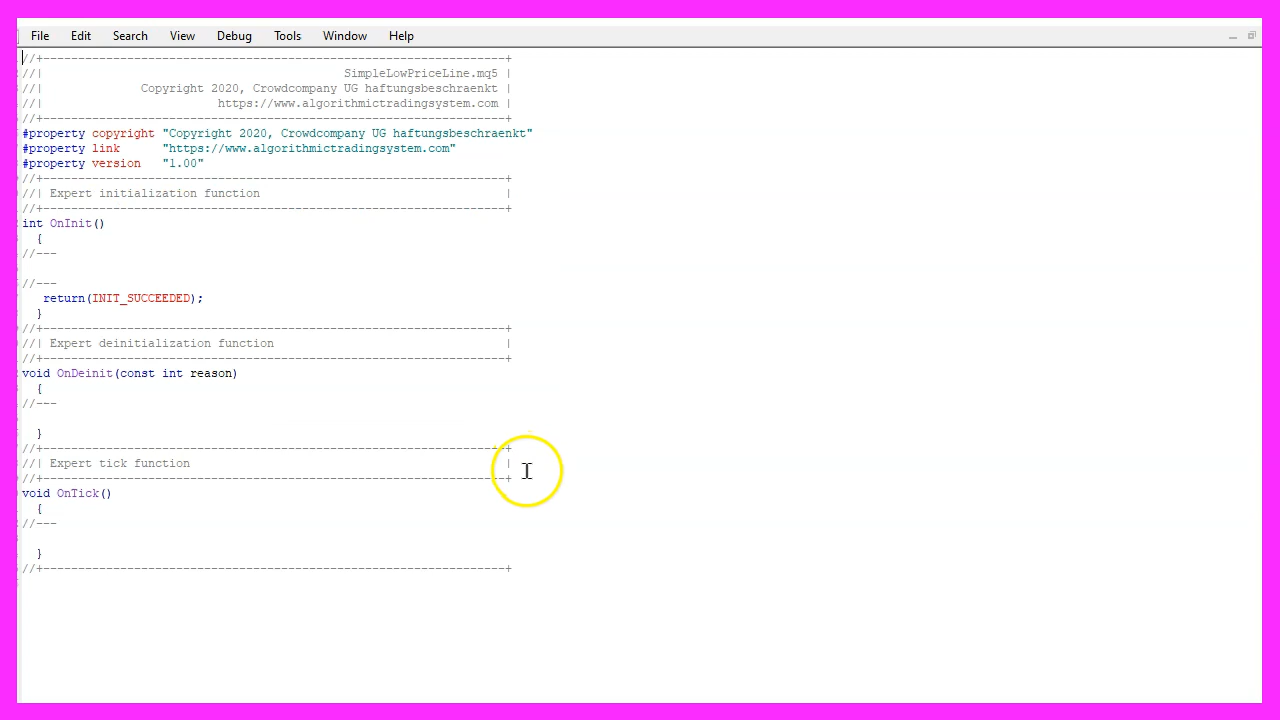 File Edit Search View Debug Tools Window Help
//+------------------------------------------------------------------+
//| SimpleLowPriceLine.mq5 |
//| Copyright 2020, Crowdcompany UG haftungsbeschraenkt |
//| https://www.algorithmictradingsystem.com |
//+------------------------------------------------------------------+
#property copyright "Copyright 2020, Crowdcompany UG haftungsbeschraenkt"
#property link "https://www.algorithmictradingsystem.com"
#property version "1.00"
//+------------------------------------------------------------------+
//| Expert initialization function |
//+------------------------------------------------------------------+
int OnInit()
{
//---
//---
return(INIT_SUCCEEDED);
}
//+------------------------------------------------------------------+
//| Expert deinitialization function |
//+------------------------------------------------------------------+
void OnDeinit(const int reason)
{
//---
}
//+------------------------------------------------------------------+
//| Expert tick function |
//+------------------------------------------------------------------+
void OnTick()
{
//---
}
//+------------------------------------------------------------------+